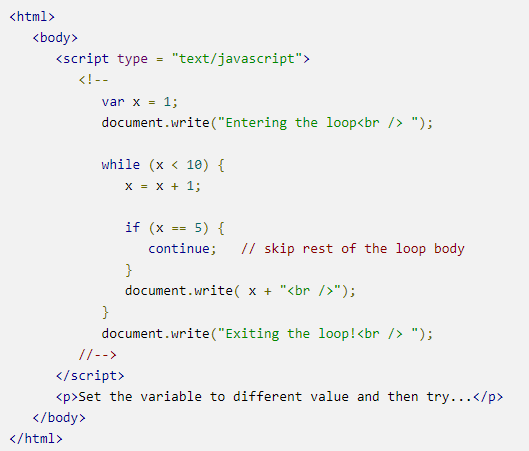 <html>
<body>
<script type = "text/javascript">
<!--
var x = 1;
document.write("Entering the loop<br /> ");
while (x < 10) {
x = x + 1;
if (x == 5) {
continue;   // skip rest of the loop body
}
document.write( x + "<br />");
}
document.write("Exiting the loop!<br /> ");
//-->
</script>
<p>Set the variable to different value and then try...</p>
</body>
</html>